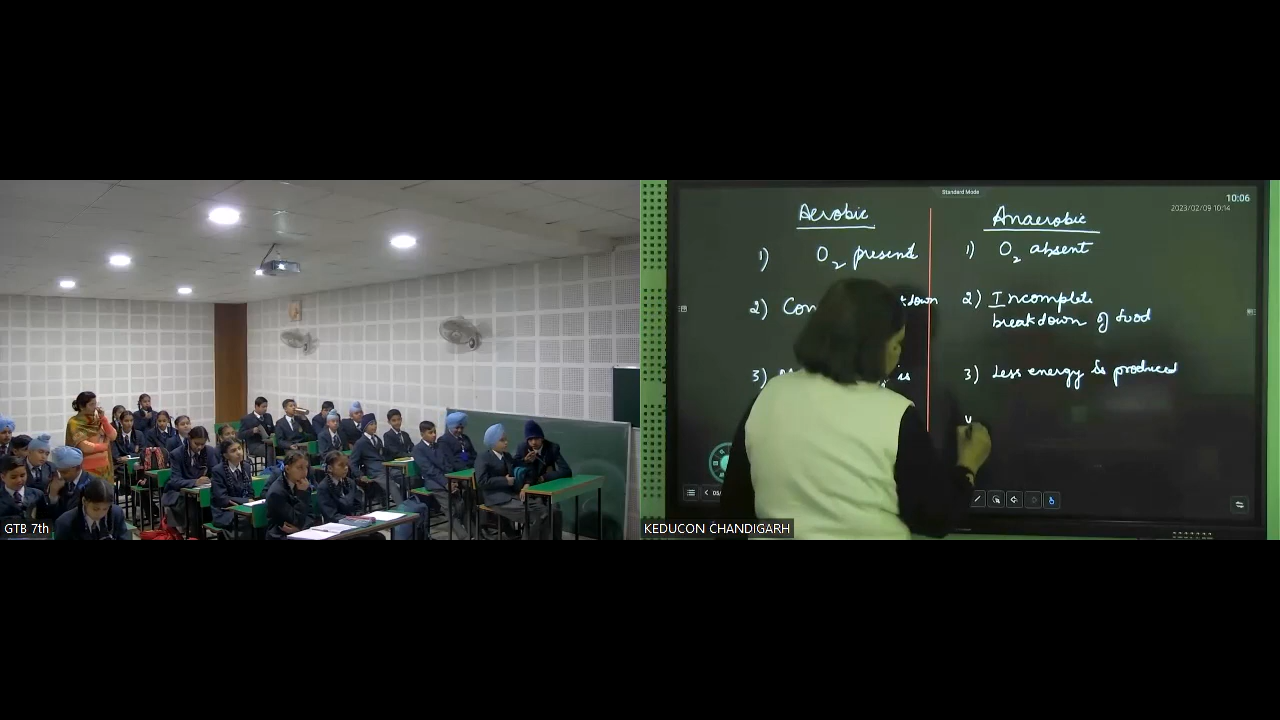 Standard Mode
10:06
2023/02/09 10:14
Aerobic
1) O2 present
2)
3) is
Anaerobic
1) O2 absent
2) Incomplete
breakdown of food
3) Less energy is produced
GTB 7th
KEDUCON CHANDIGARH